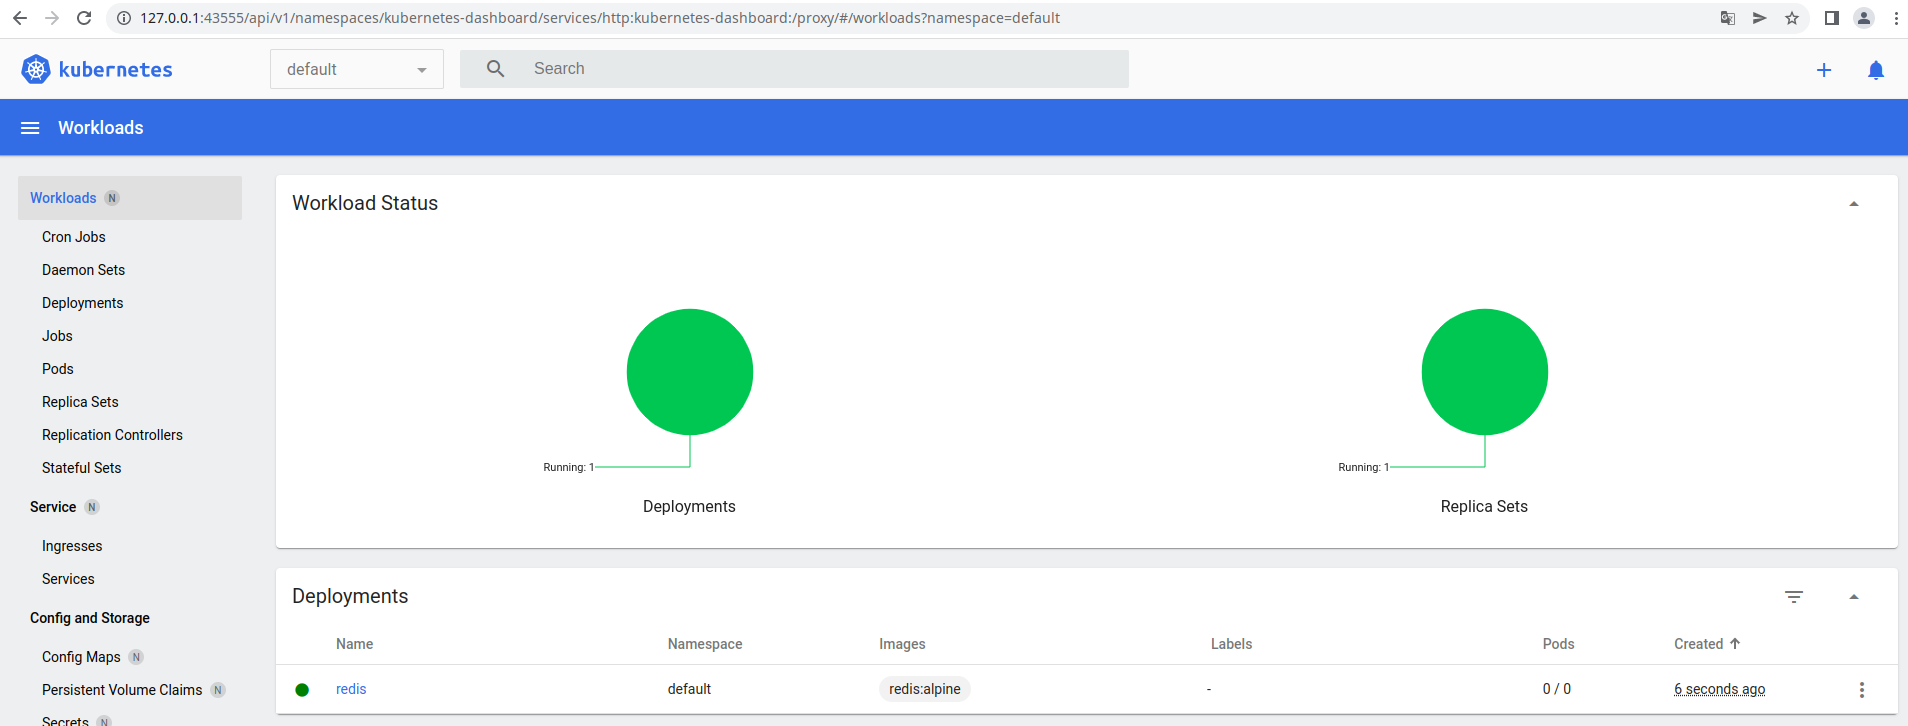 127.0.0.1:43555/api/v1/namespaces/kubernetes-dashboard/services/http:kubernetes-dashboard:/proxy/#/workloads?namespace=default
kubernetes
default
Search
Workloads
Workloads N
Cron Jobs
Daemon Sets
Deployments
Jobs
Pods
Replica Sets
Replication Controllers
Stateful Sets
Service N
Ingresses
Services
Config and Storage
Config Maps N
Persistent Volume Claims N
Secrets N
Workload Status
Running: 1
Deployments
Running: 1
Replica Sets
Deployments
Name Namespace Images Labels Pods Created
redis default redis:alpine - 0 / 0 6 seconds ago